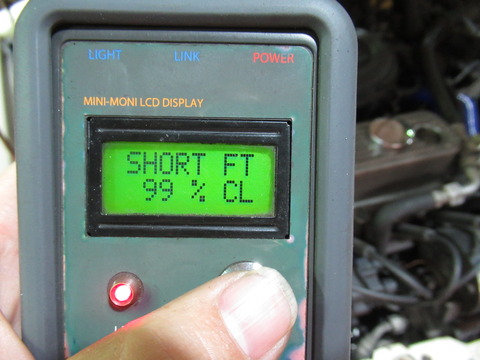 LIGHT LINK POWER
MINI-MONI LCD DISPLAY
SHORT FT
99 % CL